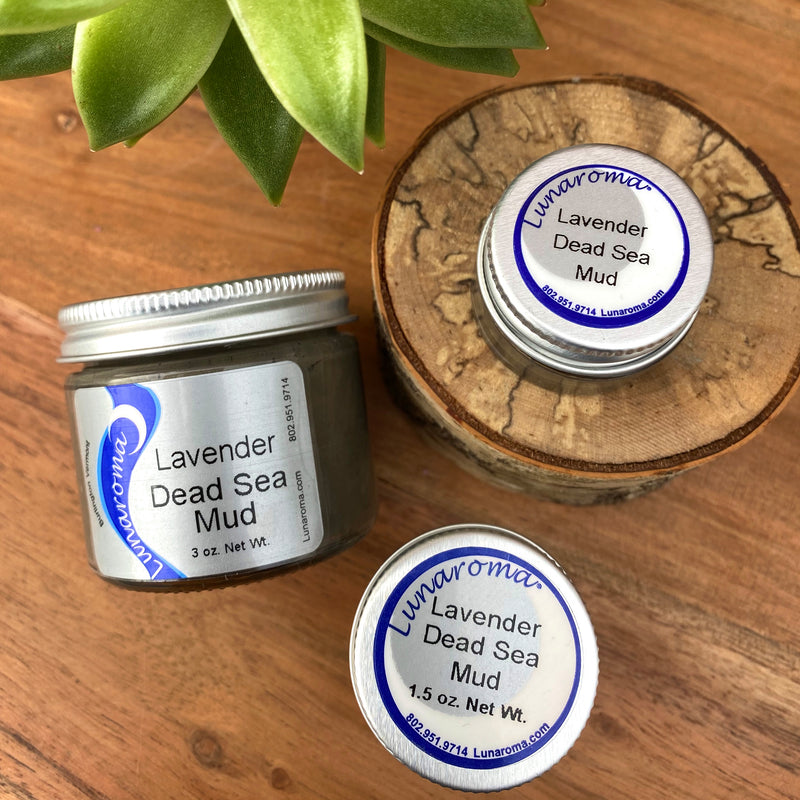 Lunaroma®
Lavender
Dead Sea
Mud
802.951.9714 Lunaroma.com
Burlington Vermont
Lunaroma
Lavender
Dead Sea
Mud
3 oz. Net Wt.
802.951.9714
Lunaroma.com
Lunaroma®
Lavender
Dead Sea
Mud
1.5 oz. Net Wt.
802.951.9714 Lunaroma.com